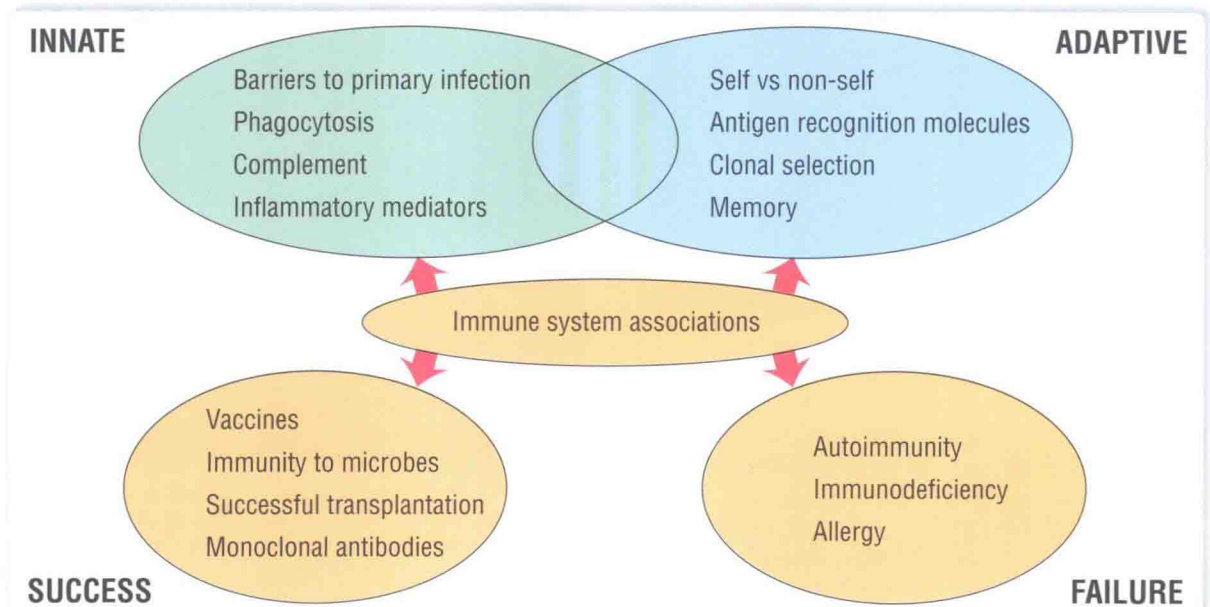 INNATE
ADAPTIVE
Barriers to primary infection
Phagocytosis
Complement
Inflammatory mediators
Self vs non-self
Antigen recognition molecules
Clonal selection
Memory
Immune system associations
Vaccines
Immunity to microbes
Successful transplantation
Monoclonal antibodies
Autoimmunity
Immunodeficiency
Allergy
SUCCESS
FAILURE